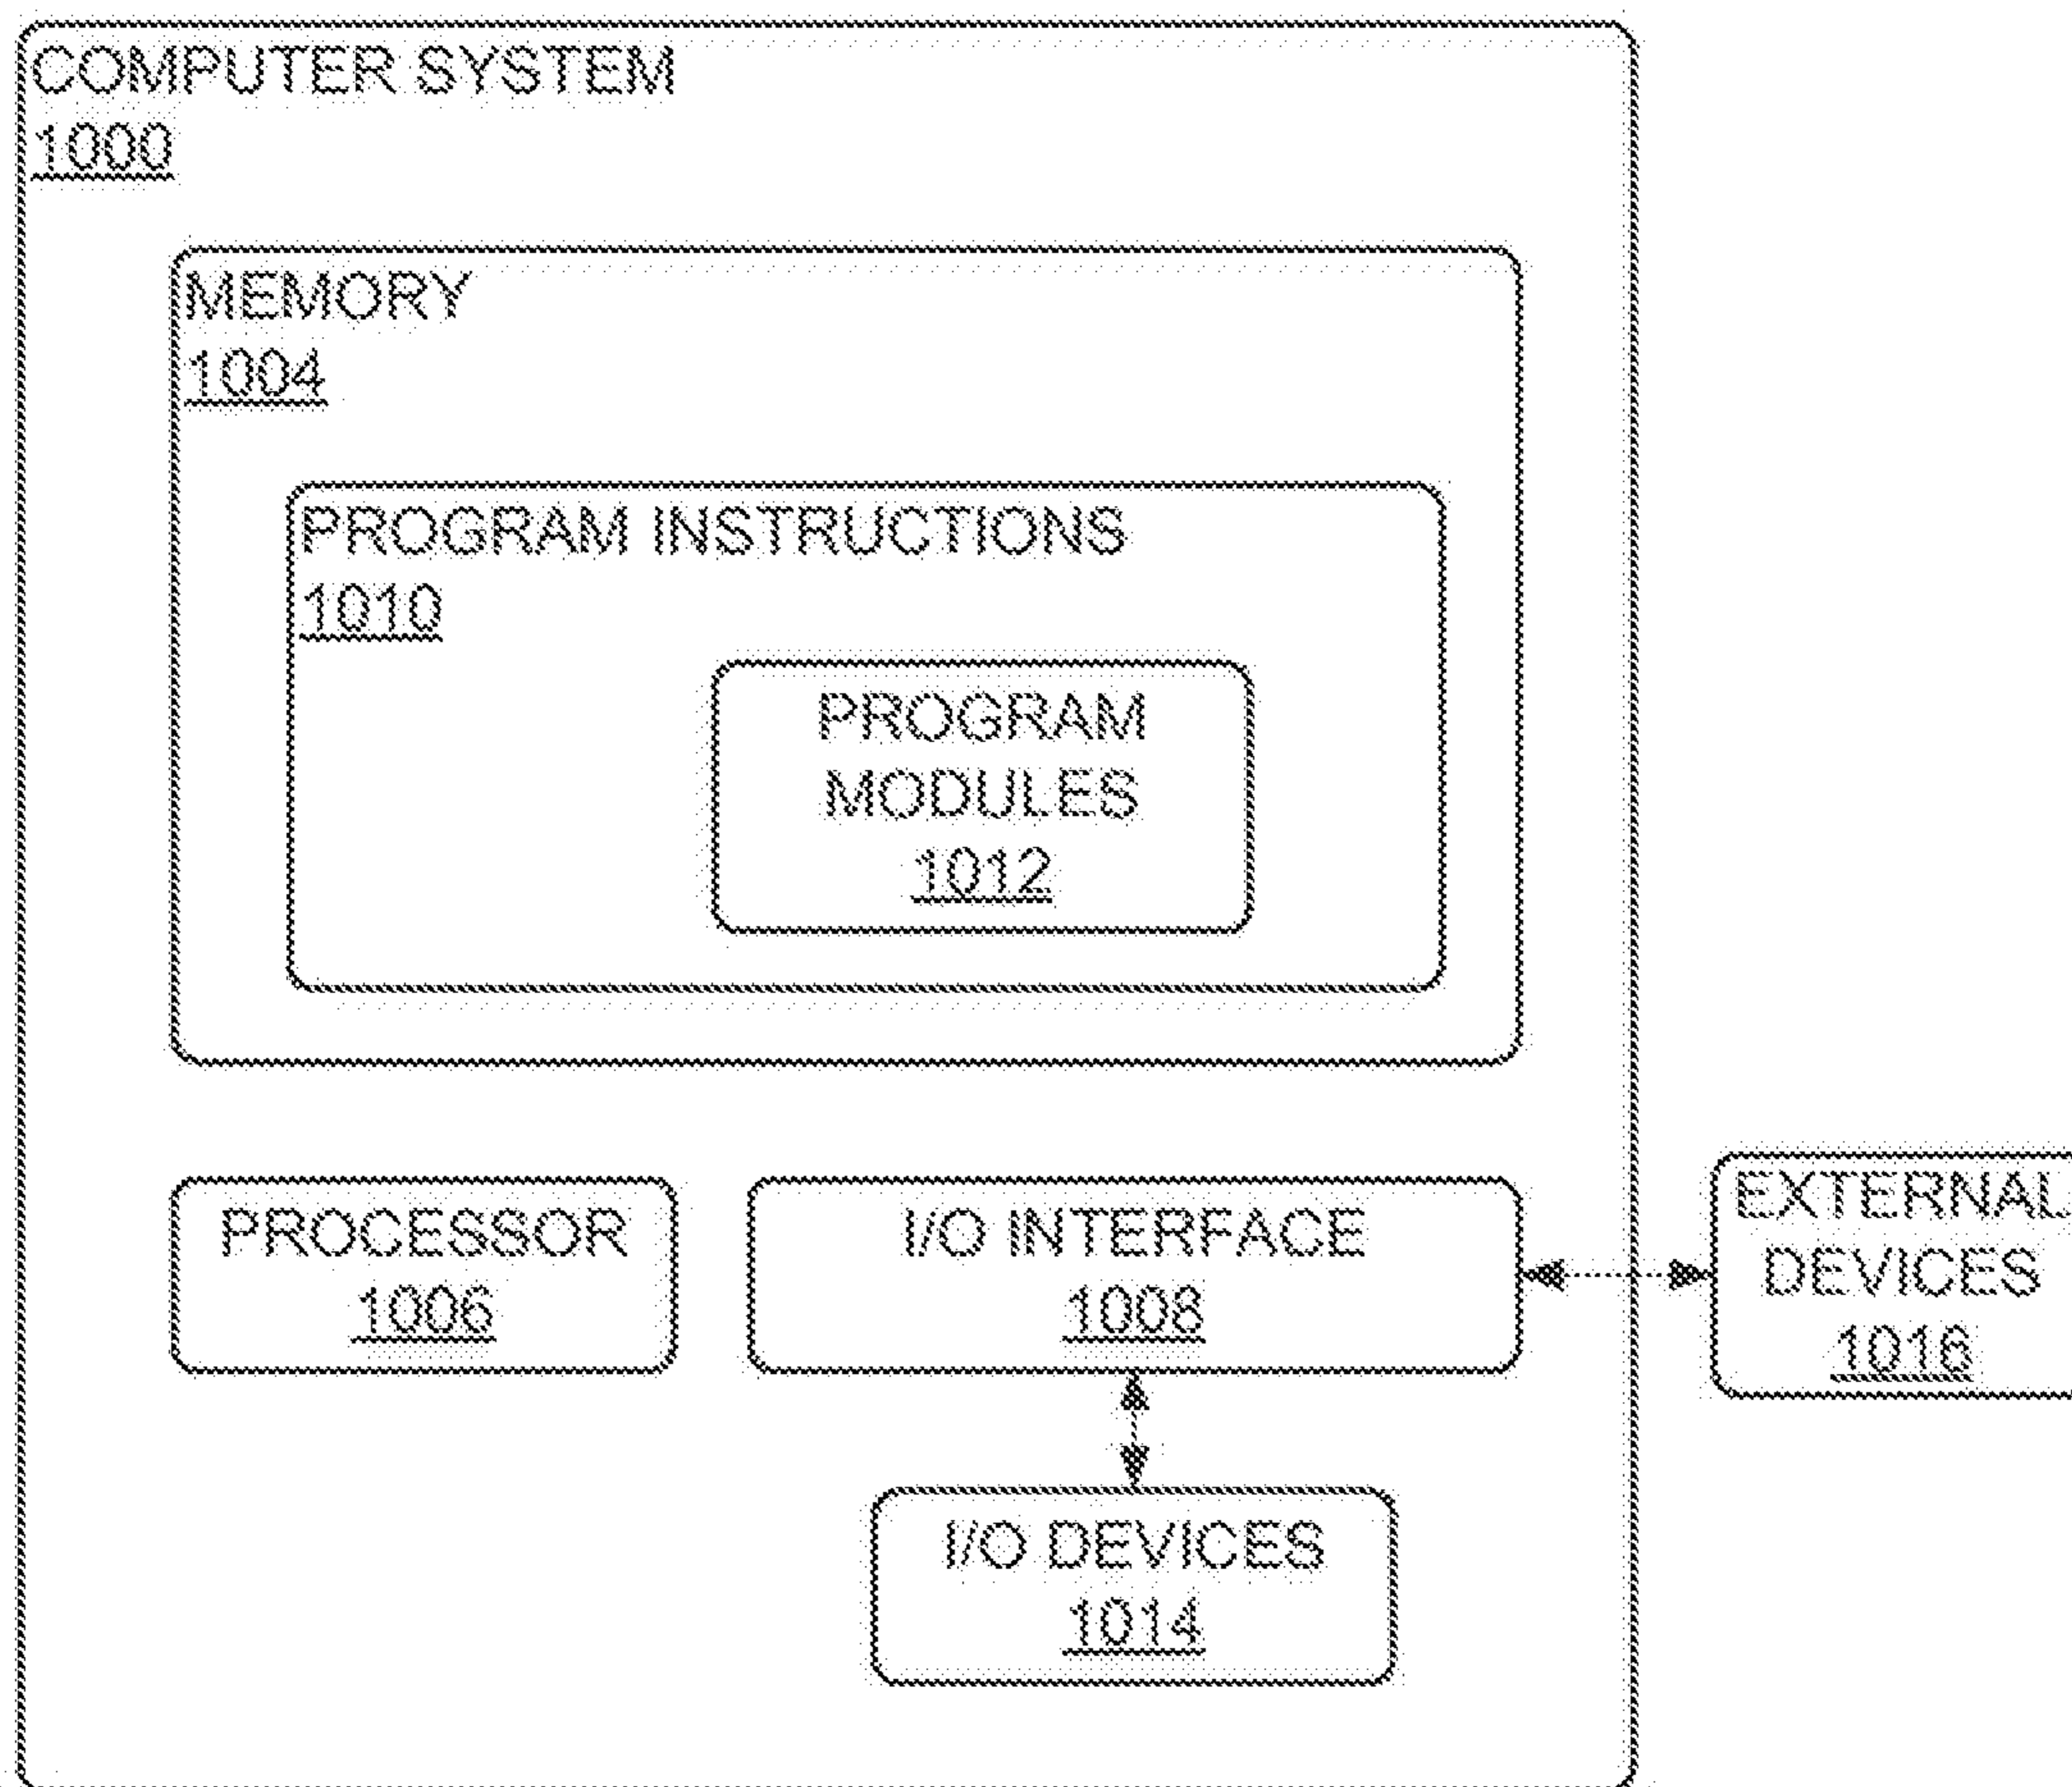 COMPUTER SYSTEM
1000
MEMORY
1004
PROGRAM INSTRUCTIONS
1010
PROGRAM
MODULES
1012
PROCESSOR
1006
I/O INTERFACE
1008
EXTERNAL
DEVICES
1016
I/O DEVICES
1014